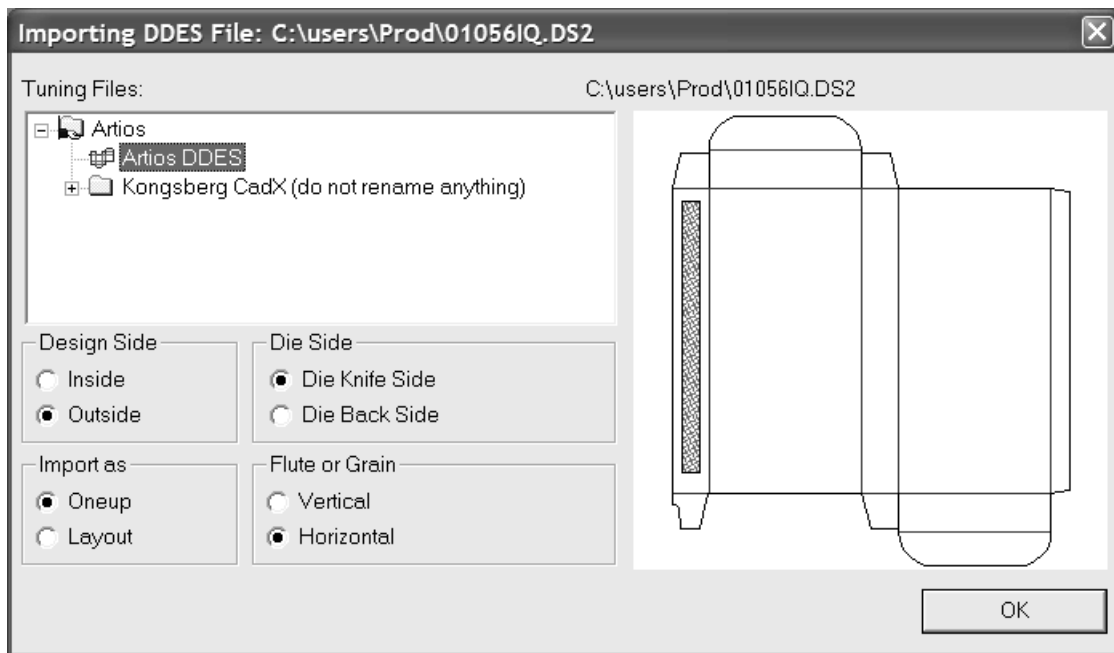 Importing DDES File: C:\users\Prod\01056IQ.DS2
Tuning Files:
C:\users\Prod\01056IQ.DS2
Artios
Artios DDES
Kongsberg CadX (do not rename anything)
Design Side
Inside
Outside
Die Side
Die Knife Side
Die Back Side
Import as
Oneup
Layout
Flute or Grain
Vertical
Horizontal
OK